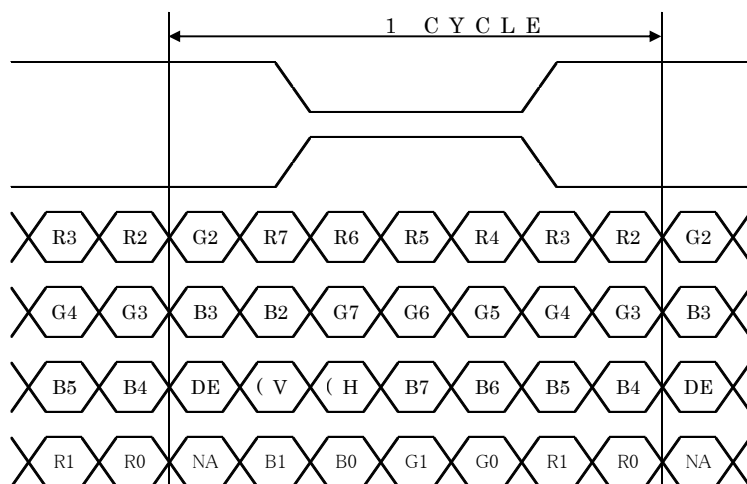 1 CYCLE
R3 R2 G2 R7 R6 R5 R4 R3 R2 G2
G4 G3 B3 B2 G7 G6 G5 G4 G3 B3
B5 B4 DE (V (H B7 B6 B5 B4 DE
R1 R0 NA B1 B0 G1 G0 R1 R0 NA